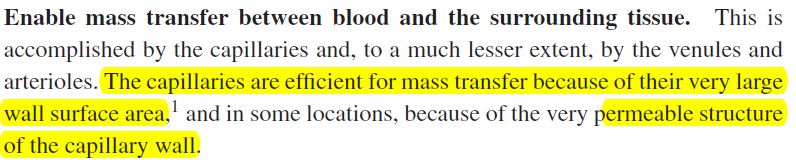 Enable mass transfer between blood and the surrounding tissue. This is
accomplished by the capillaries and, to a much lesser extent, by the venules and
arterioles. The capillaries are efficient for mass transfer because of their very large
wall surface area,¹ and in some locations, because of the very permeable structure
of the capillary wall.